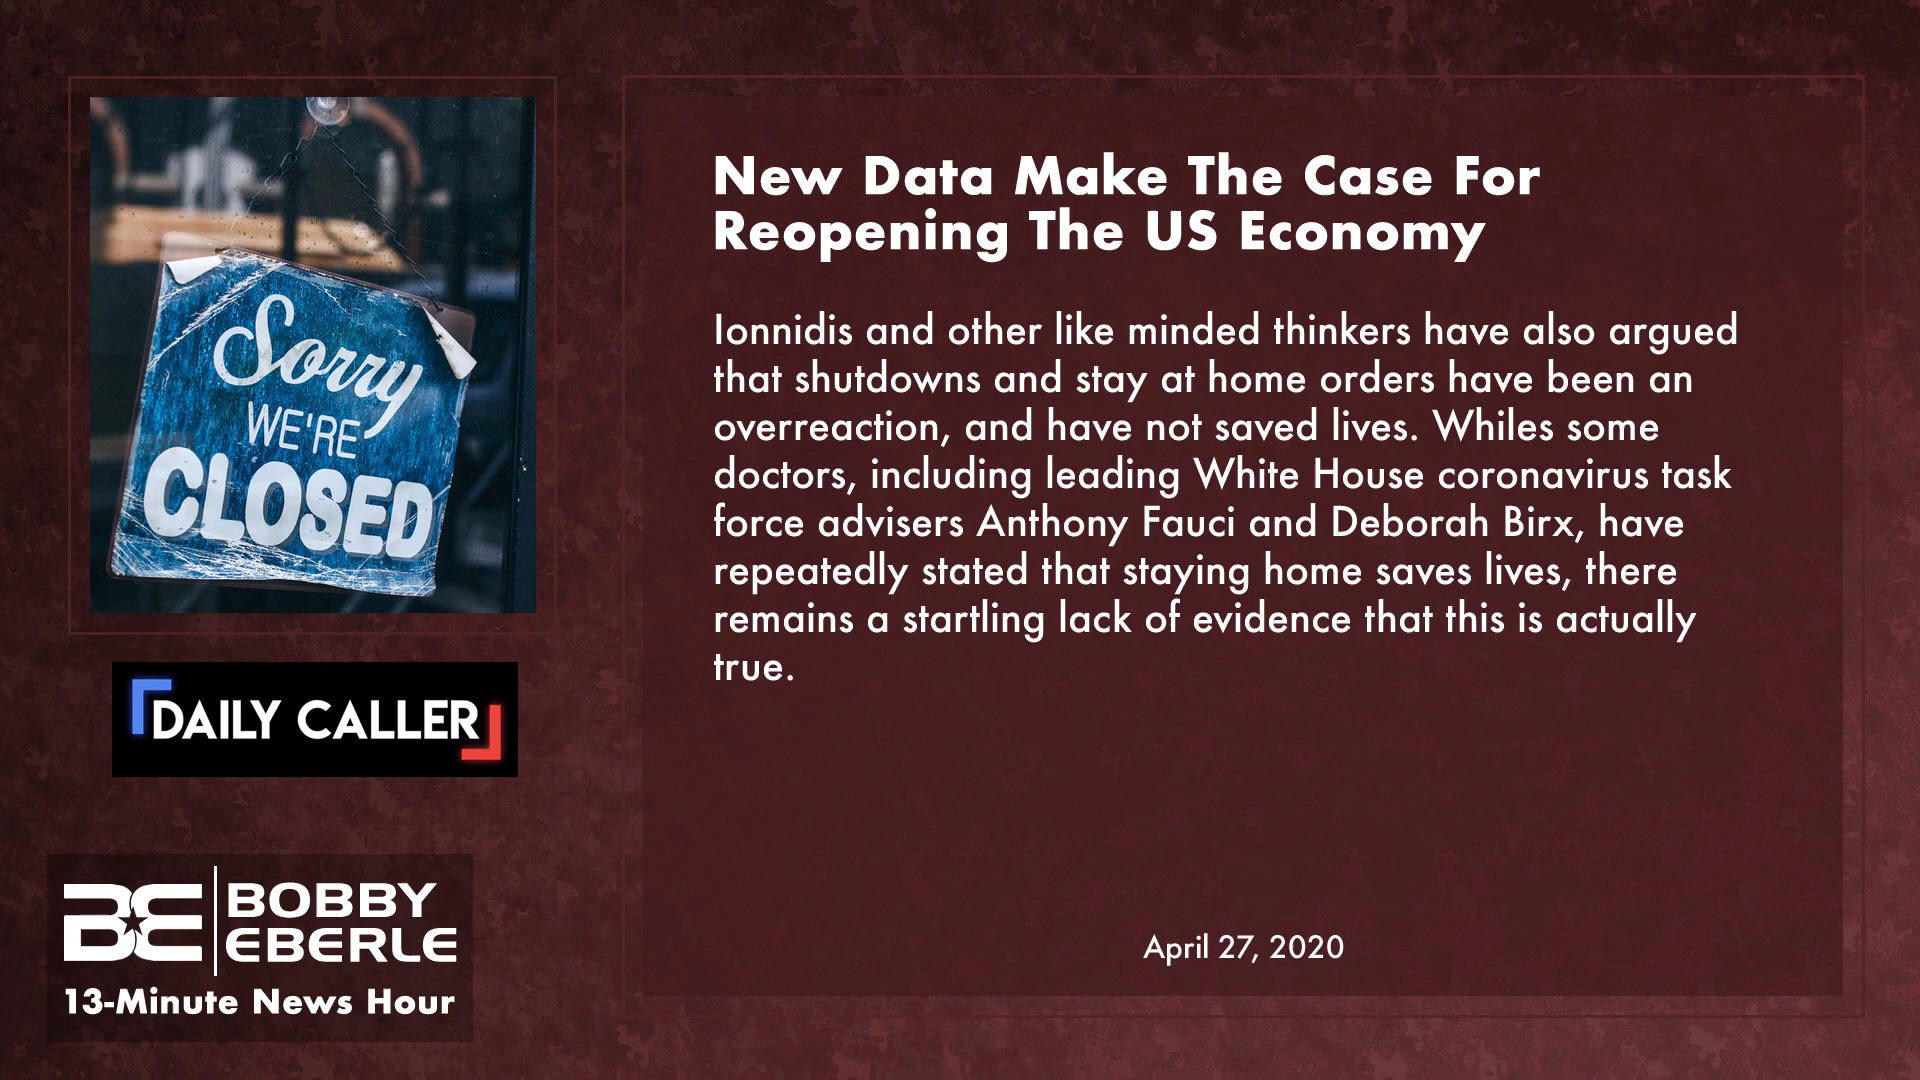 New Data Make The Case For
Reopening The US Economy
Ionnidis and other like minded thinkers have also argued
that shutdowns and stay at home orders have been an
overreaction, and have not saved lives. Whiles some
doctors, including leading White House coronavirus task
force advisers Anthony Fauci and Deborah Birx, have
repeatedly stated that staying home saves lives, there
remains a startling lack of evidence that this is actually
true.
April 27, 2020
Sorry
WE'RE
CLOSED
DAILY CALLER
BE
BOBBY
EBERLE
13-Minute News Hour